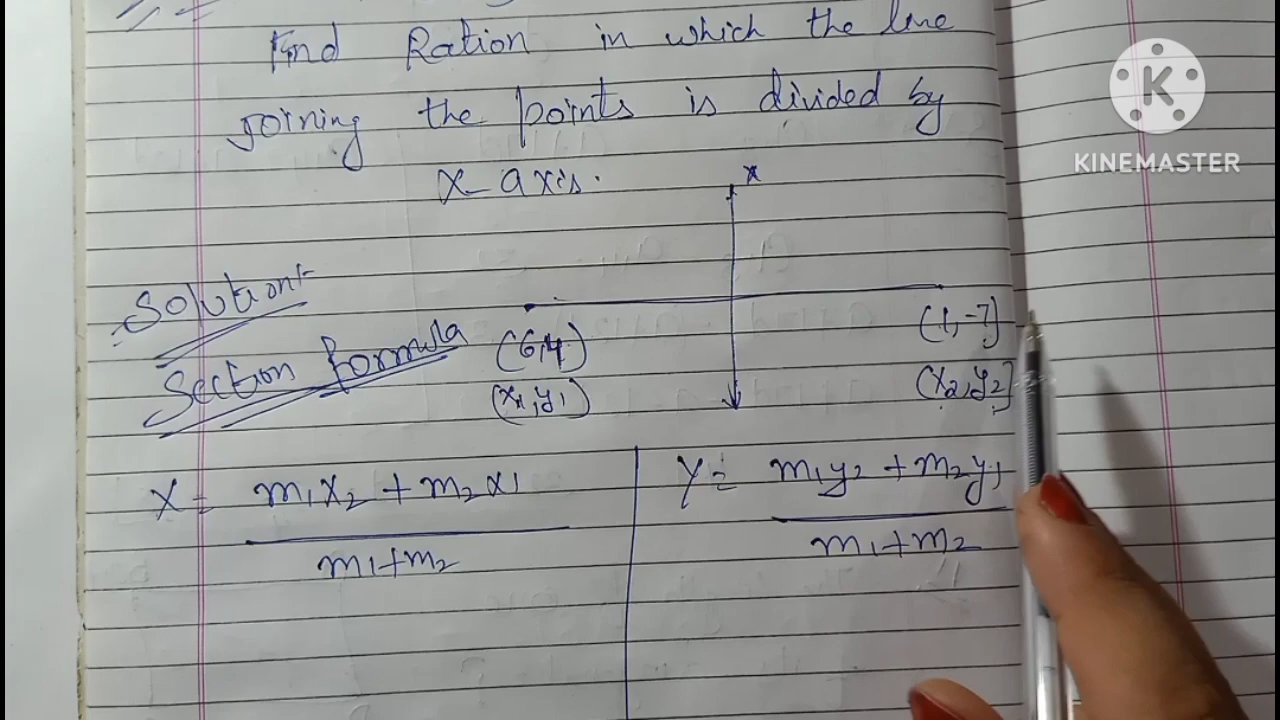 Find Ration in which the line
Joining the points is divided by
x-axis.
x
Solution:-
Section formula
(6,4)
(x1,y1)
(1,-7)
(x2,y2)
x = m1x2 + m2x1
m1+m2
y = m1y2 + m2y1
m1+m2
K
KINEMASTER